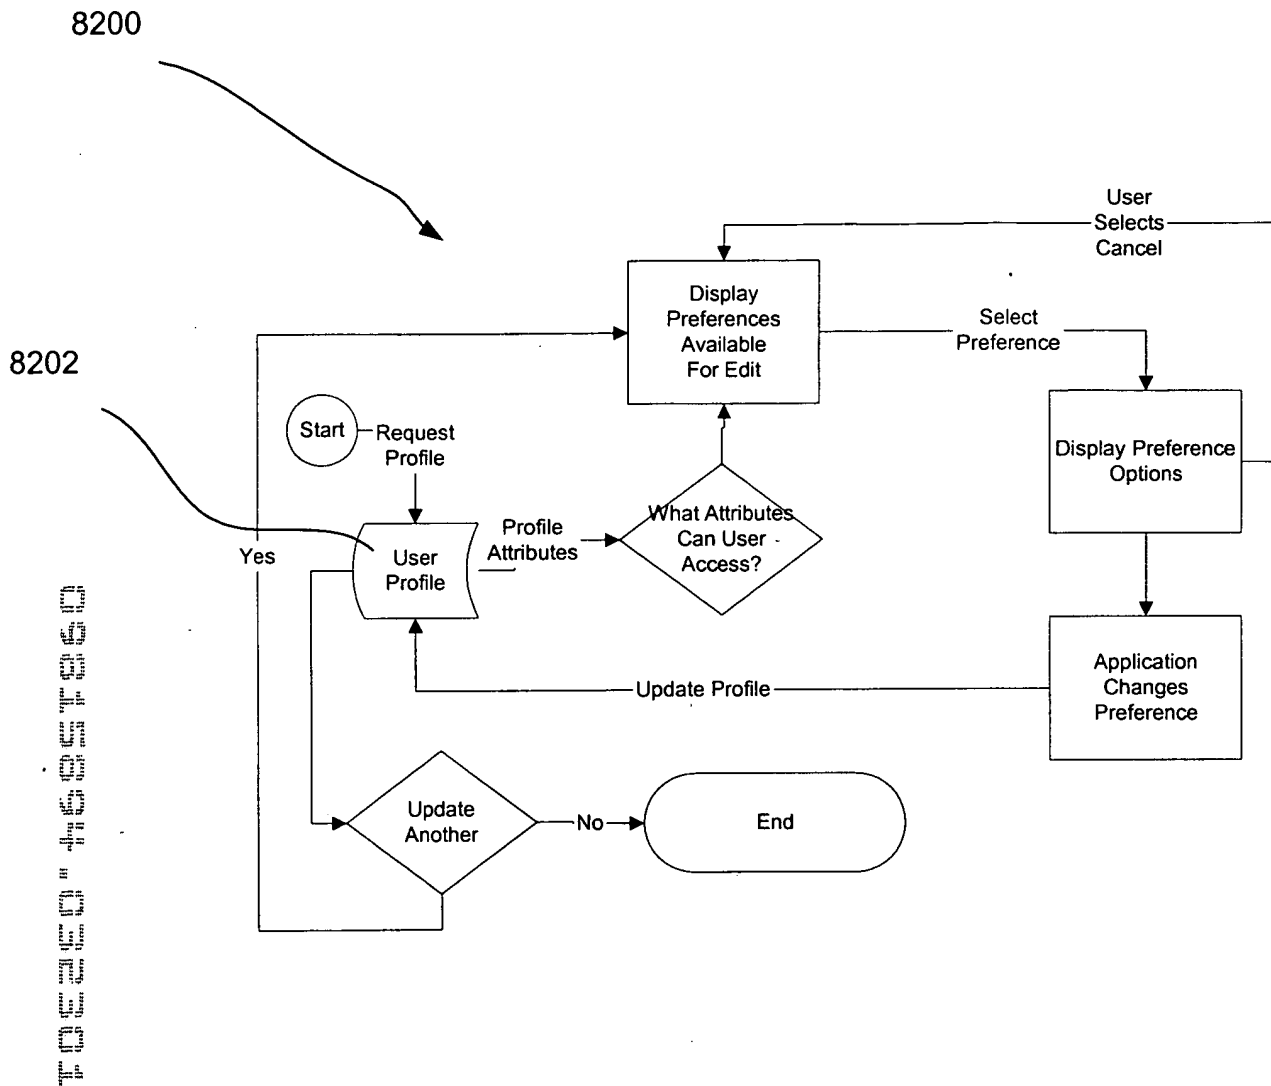 8200
User
Selects
Cancel
Display
Preferences
Available
For Edit
Select
Preference
8202
Start
Request
Profile
Display Preference
Options
What Attributes
Can User
Access?
Profile
Attributes
User
Profile
Yes
Application
Changes
Preference
Update Profile
Update
Another
No
End